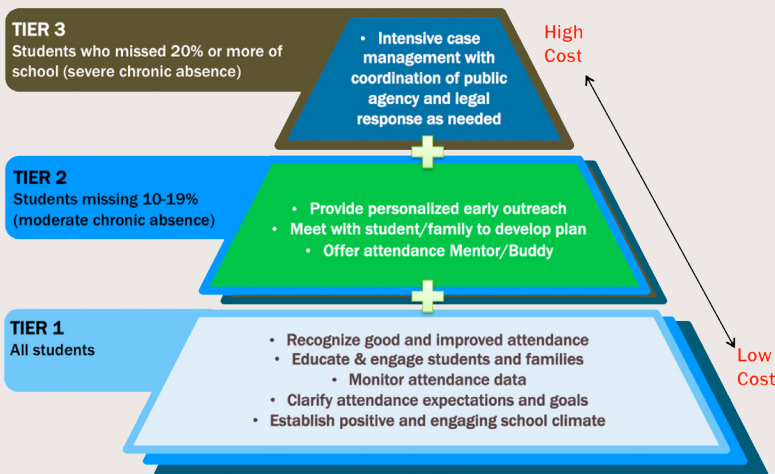 TIER 3
Students who missed 20% or more of
school (severe chronic absence)
• Intensive case
management with
coordination of public
agency and legal
response as needed
High
Cost
TIER 2
Students missing 10-19%
(moderate chronic absence)
• Provide personalized early outreach
• Meet with student/family to develop plan
• Offer attendance Mentor/Buddy
TIER 1
All students
• Recognize good and improved attendance
• Educate & engage students and families
• Monitor attendance data
• Clarify attendance expectations and goals
• Establish positive and engaging school climate
Low
Cost